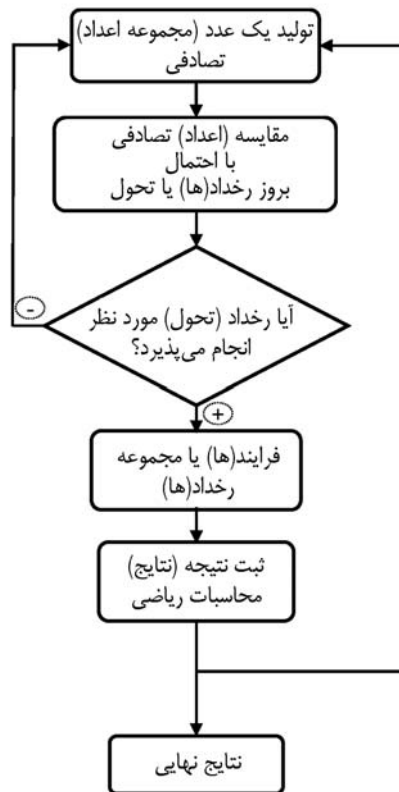 تولید یک عدد (مجموعه اعداد)
تصادفی
مقایسه (اعداد) تصادفی
با احتمال
بروز رخداد(ها) یا تحول
آیا رخداد (تحول) مورد نظر
انجام می‌پذیرد؟
-
+
فرایند(ها) یا مجموعه
رخداد(ها)
ثبت نتیجه (نتایج)
محاسبات ریاضی
نتایج نهایی